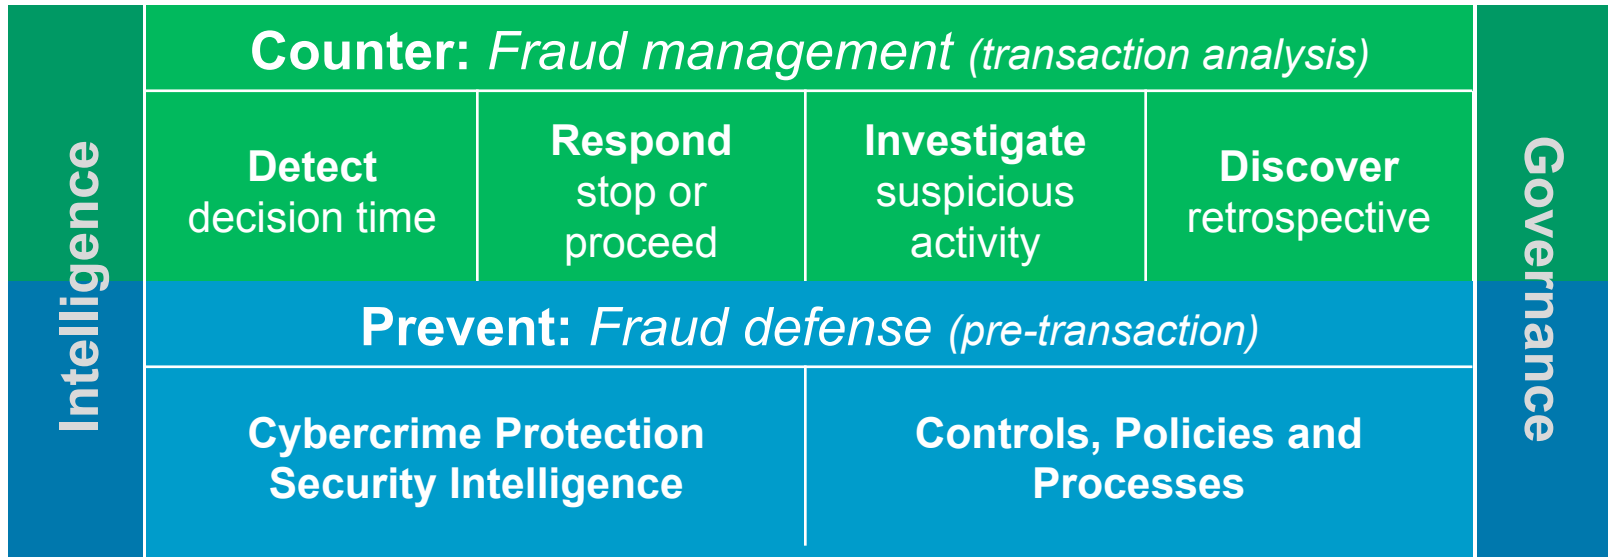 Intelligence
Counter: Fraud management (transaction analysis)
Detect
decision time
Respond
stop or
proceed
Investigate
suspicious
activity
Discover
retrospective
Prevent: Fraud defense (pre-transaction)
Cybercrime Protection
Security Intelligence
Controls, Policies and
Processes
Governance